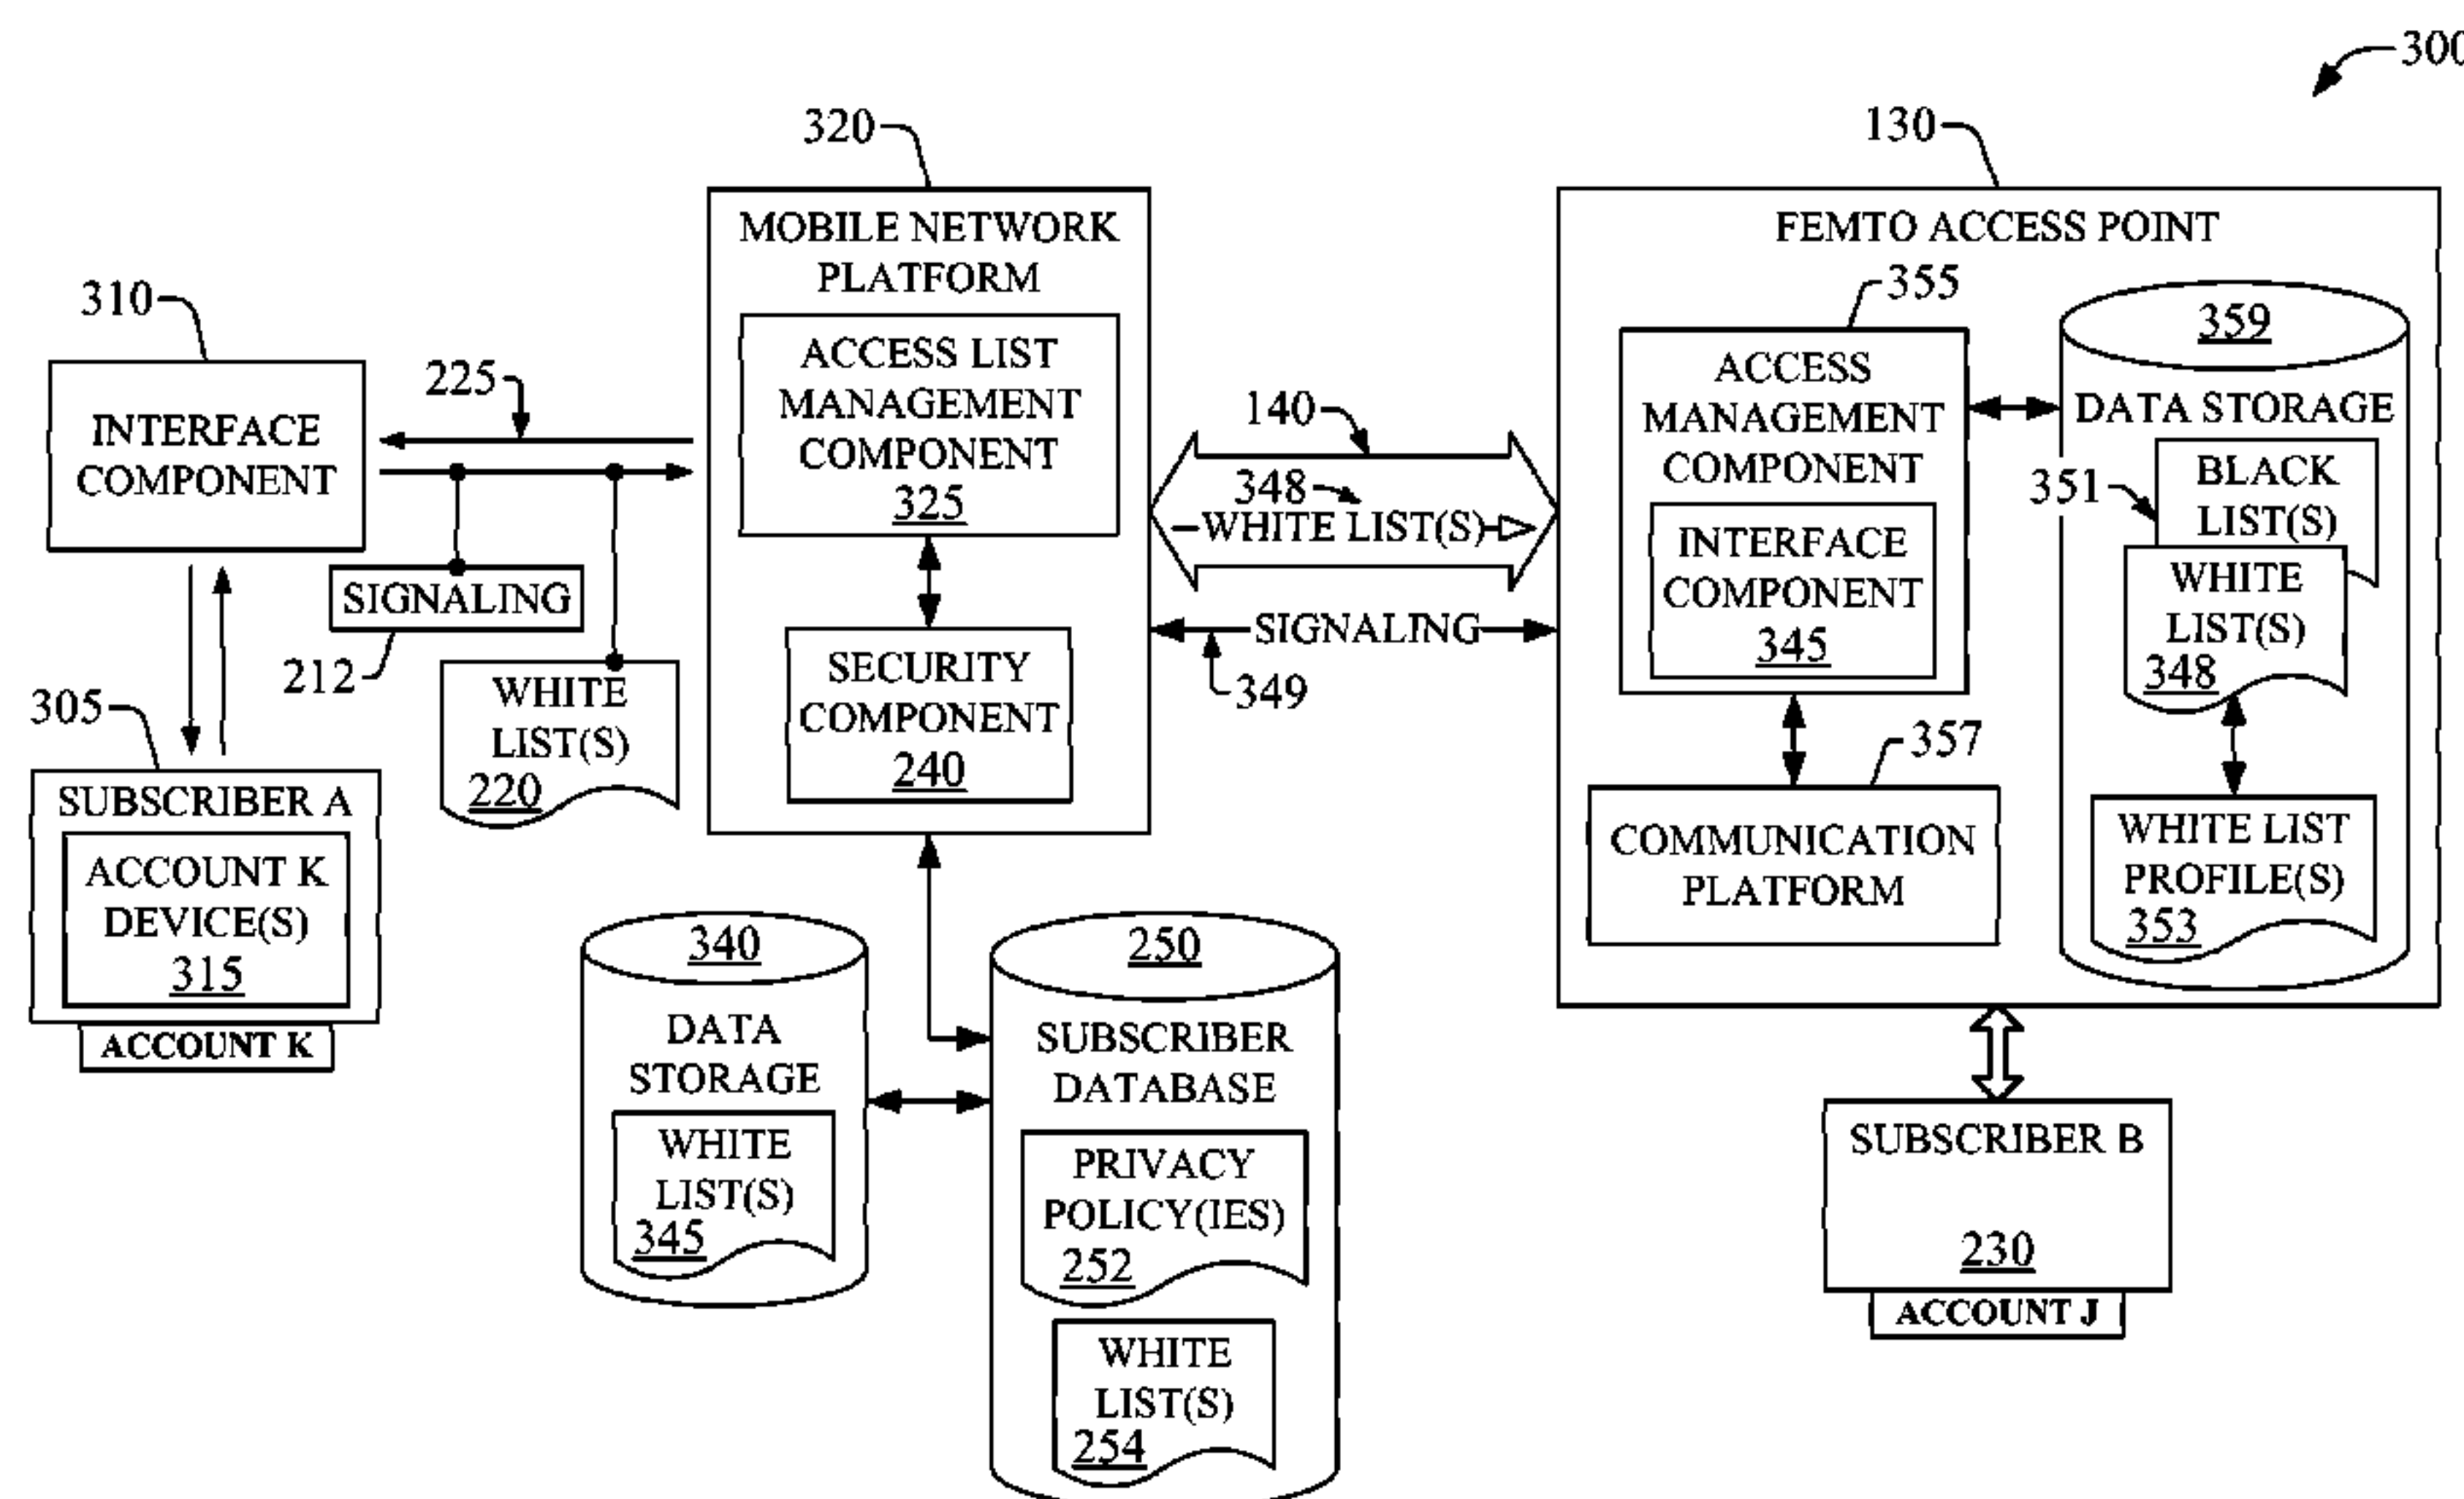 300
320
130
MOBILE NETWORK
PLATFORM
FEMTO ACCESS POINT
310
355
359
ACCESS LIST
MANAGEMENT
COMPONENT
325
ACCESS
MANAGEMENT
COMPONENT
INTERFACE
COMPONENT
345
DATA STORAGE
225
INTERFACE
COMPONENT
140
348
WHITE LIST(S)
351
BLACK
LIST(S)
WHITE
LIST(S)
348
SIGNALING
212
SIGNALING
349
SECURITY
COMPONENT
240
WHITE
LIST(S)
220
305
357
SUBSCRIBER A
ACCOUNT K
DEVICE(S)
315
ACCOUNT K
COMMUNICATION
PLATFORM
WHITE LIST
PROFILE(S)
353
340
DATA
STORAGE
WHITE
LIST(S)
345
250
SUBSCRIBER
DATABASE
PRIVACY
POLICY(IES)
252
WHITE
LIST(S)
254
SUBSCRIBER B
230
ACCOUNT J